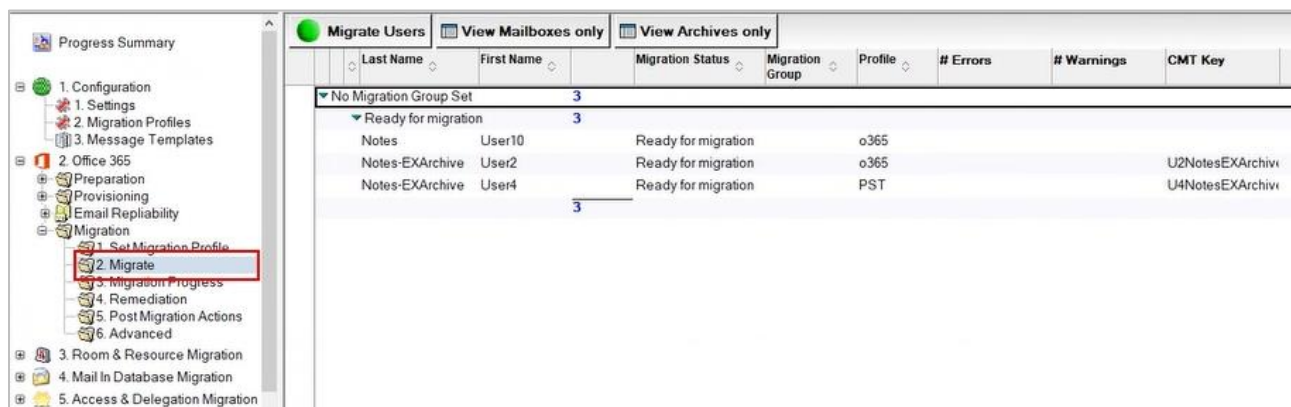 Progress Summary
1. Configuration
1. Settings
2. Migration Profiles
3. Message Templates
2. Office 365
Preparation
Provisioning
Email Repliability
Migration
1. Set Migration Profile
2. Migrate
3. Migration Progress
4. Remediation
5. Post Migration Actions
6. Advanced
3. Room & Resource Migration
4. Mail In Database Migration
5. Access & Delegation Migration
Migrate Users View Mailboxes only View Archives only
Last Name First Name Migration Status Migration Group Profile # Errors # Warnings CMT Key
No Migration Group Set 3
Ready for migration 3
Notes User10 Ready for migration o365
Notes-EXArchive User2 Ready for migration o365 U2NotesEXArchiv
Notes-EXArchive User4 Ready for migration PST U4NotesEXArchiv
3